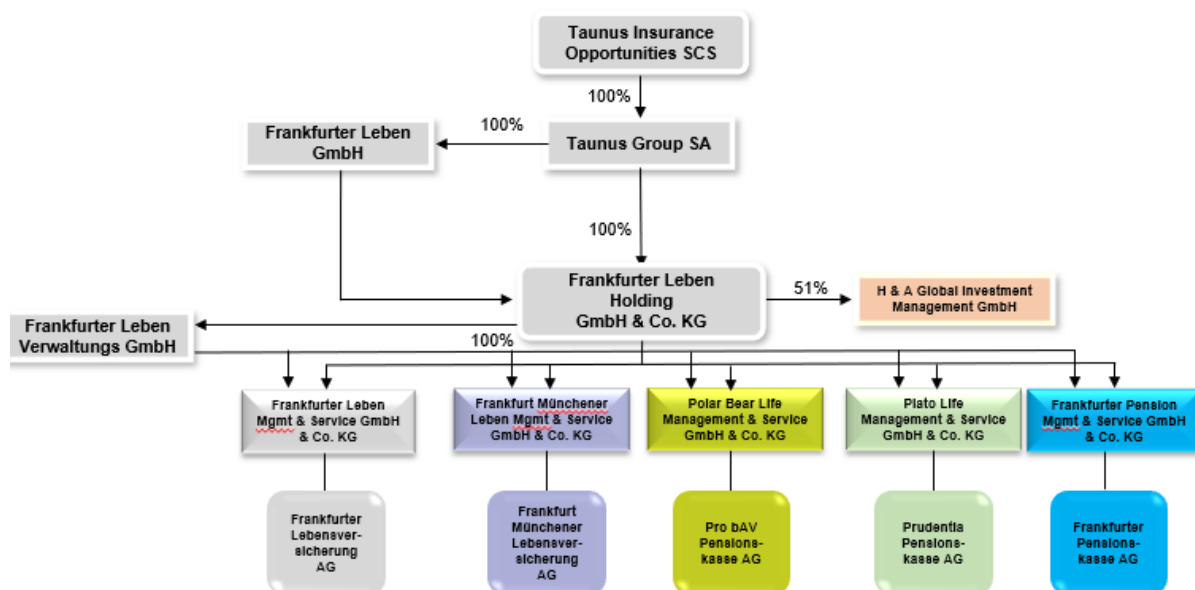 Taunus Insurance
Opportunities SCS
100%
100%
Frankfurter Leben
GmbH
Taunus Group SA
100%
Frankfurter Leben
Holding
GmbH & Co. KG
51%
H & A Global Investment
Management GmbH
Frankfurter Leben
Verwaltungs GmbH
100%
Frankfurter Leben
Mgmt & Service GmbH
& Co. KG
Frankfurt Münchener
Leben Mgmt & Service
GmbH & Co. KG
Polar Bear Life
Management & Service
GmbH & Co. KG
Plato Life
Management & Service
GmbH & Co. KG
Frankfurter Pension
Mgmt & Service GmbH
& Co. KG
Frankfurter
Lebensver-
sicherung
AG
Frankfurt
Münchener
Lebensver-
sicherung
AG
Pro bAV
Pensions-
kasse AG
Prudentia
Pensions-
kasse AG
Frankfurter
Pensions-
kasse AG